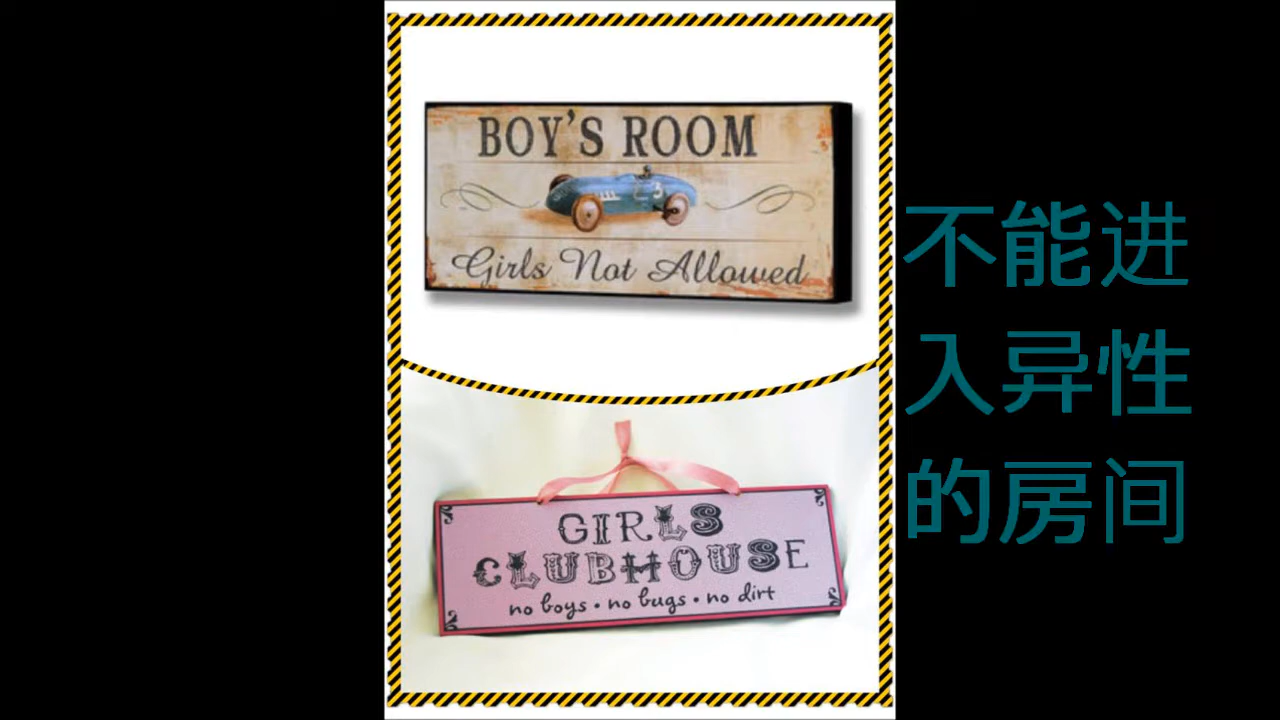 BOY'S ROOM
Girls Not Allowed
GIRLS
CLUBHOUSE
no boys • no bugs • no dirt
不能进
入异性
的房间